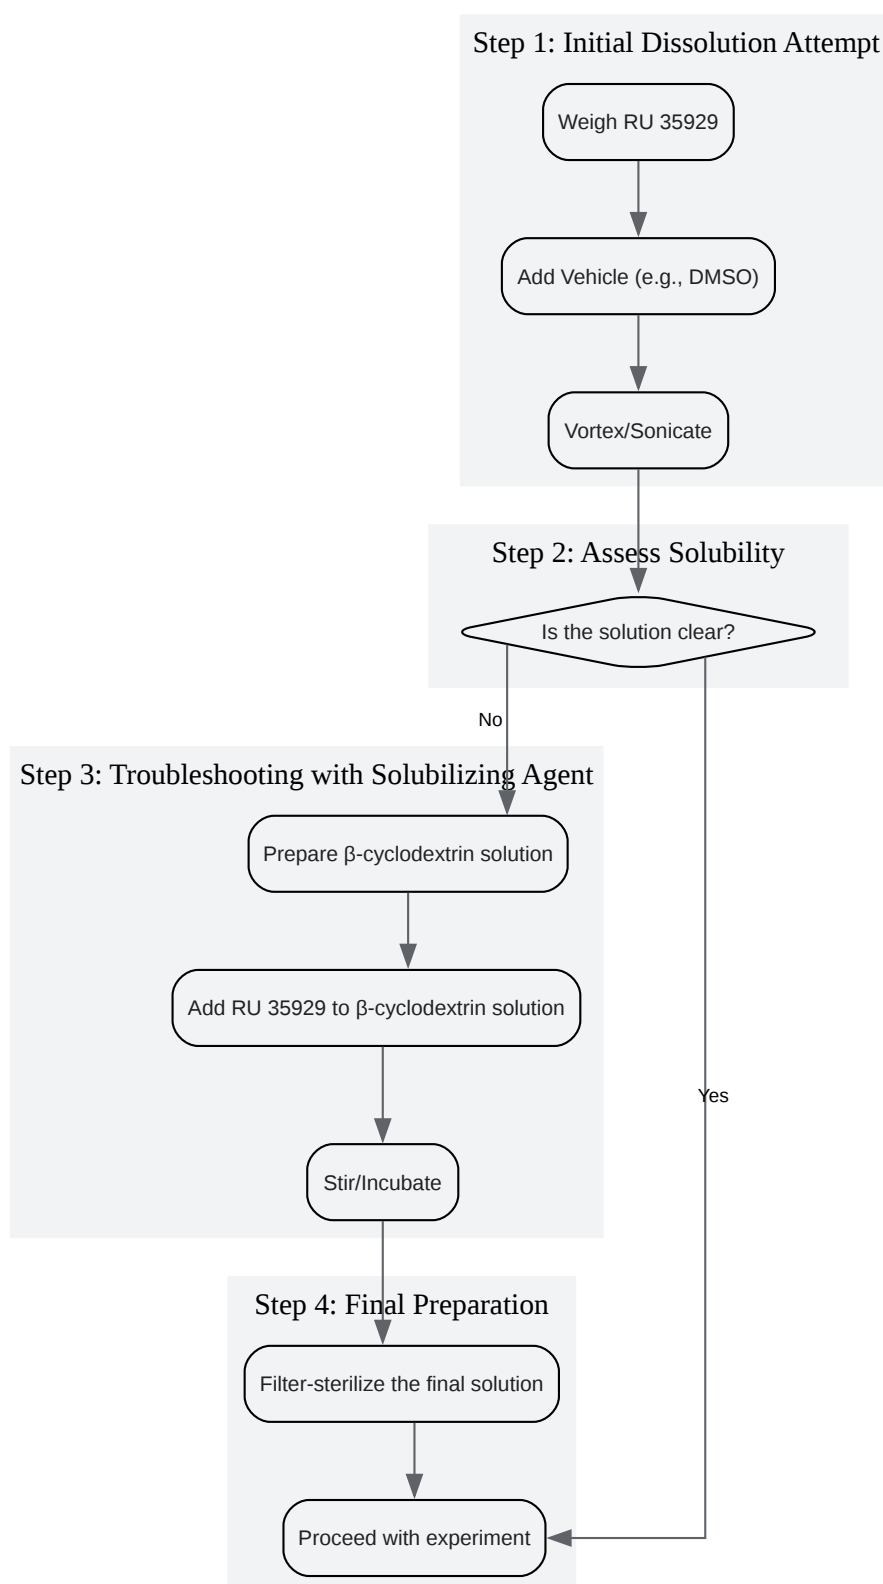 Step 1: Initial Dissolution Attempt
Weigh RU 35929
Add Vehicle (e.g., DMSO)
Vortex/Sonicate
Step 2: Assess Solubility
Is the solution clear?
No
Step 3: Troubleshooting with Solubilizing Agent
Prepare β-cyclodextrin solution
Add RU 35929 to β-cyclodextrin solution
Yes
Stir/Incubate
Step 4: Final Preparation
Filter-sterilize the final solution
Proceed with experiment